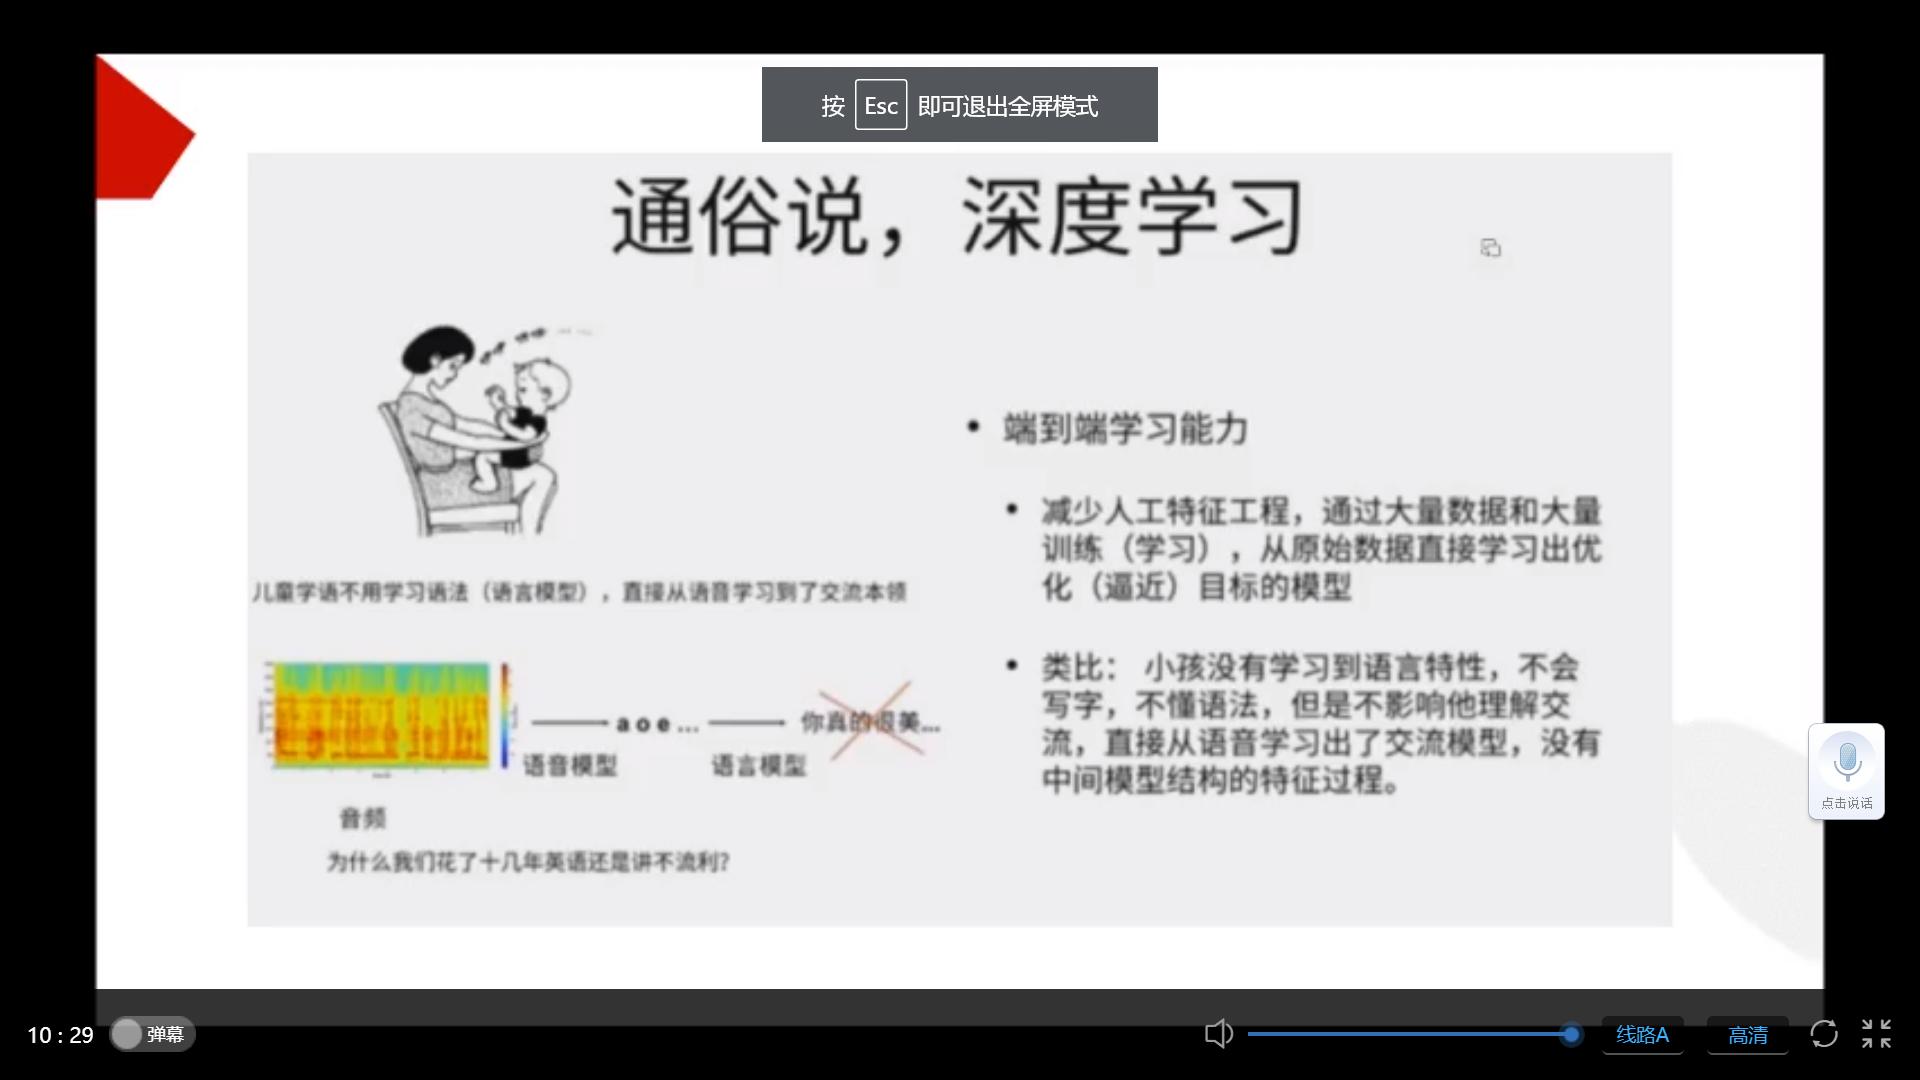 按 Esc 即可退出全屏模式
通俗说，深度学习
儿童学语不用学习语法（语言模型），直接从语音学习到了交流本领
a o e ...
你真的很美...
语音模型
语言模型
音频
为什么我们花了十几年英语还是讲不流利？
• 端到端学习能力
• 减少人工特征工程，通过大量数据和大量
训练（学习），从原始数据直接学习出优
化（逼近）目标的模型
• 类比： 小孩没有学习到语言特性，不会
写字，不懂语法，但是不影响他理解交
流，直接从语音学习出了交流模型，没有
中间模型结构的特征过程。
点击说话
10 : 29
弹幕
线路A
高清